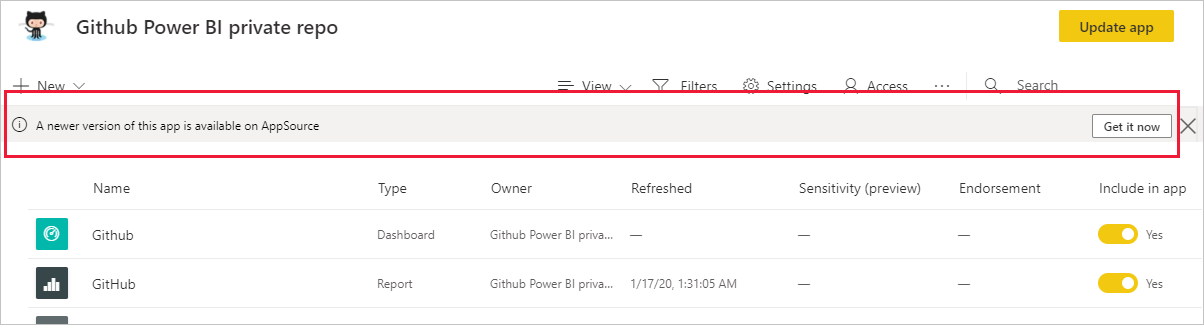 Github Power BI private repo
Update app
New View Filters Settings Access ... Search
A newer version of this app is available on AppSource Get it now
Name Type Owner Refreshed Sensitivity (preview) Endorsement Include in app
Github Dashboard Github Power BI priva... — — — Yes
GitHub Report Github Power BI priva... 1/17/20, 1:31:05 AM — — Yes